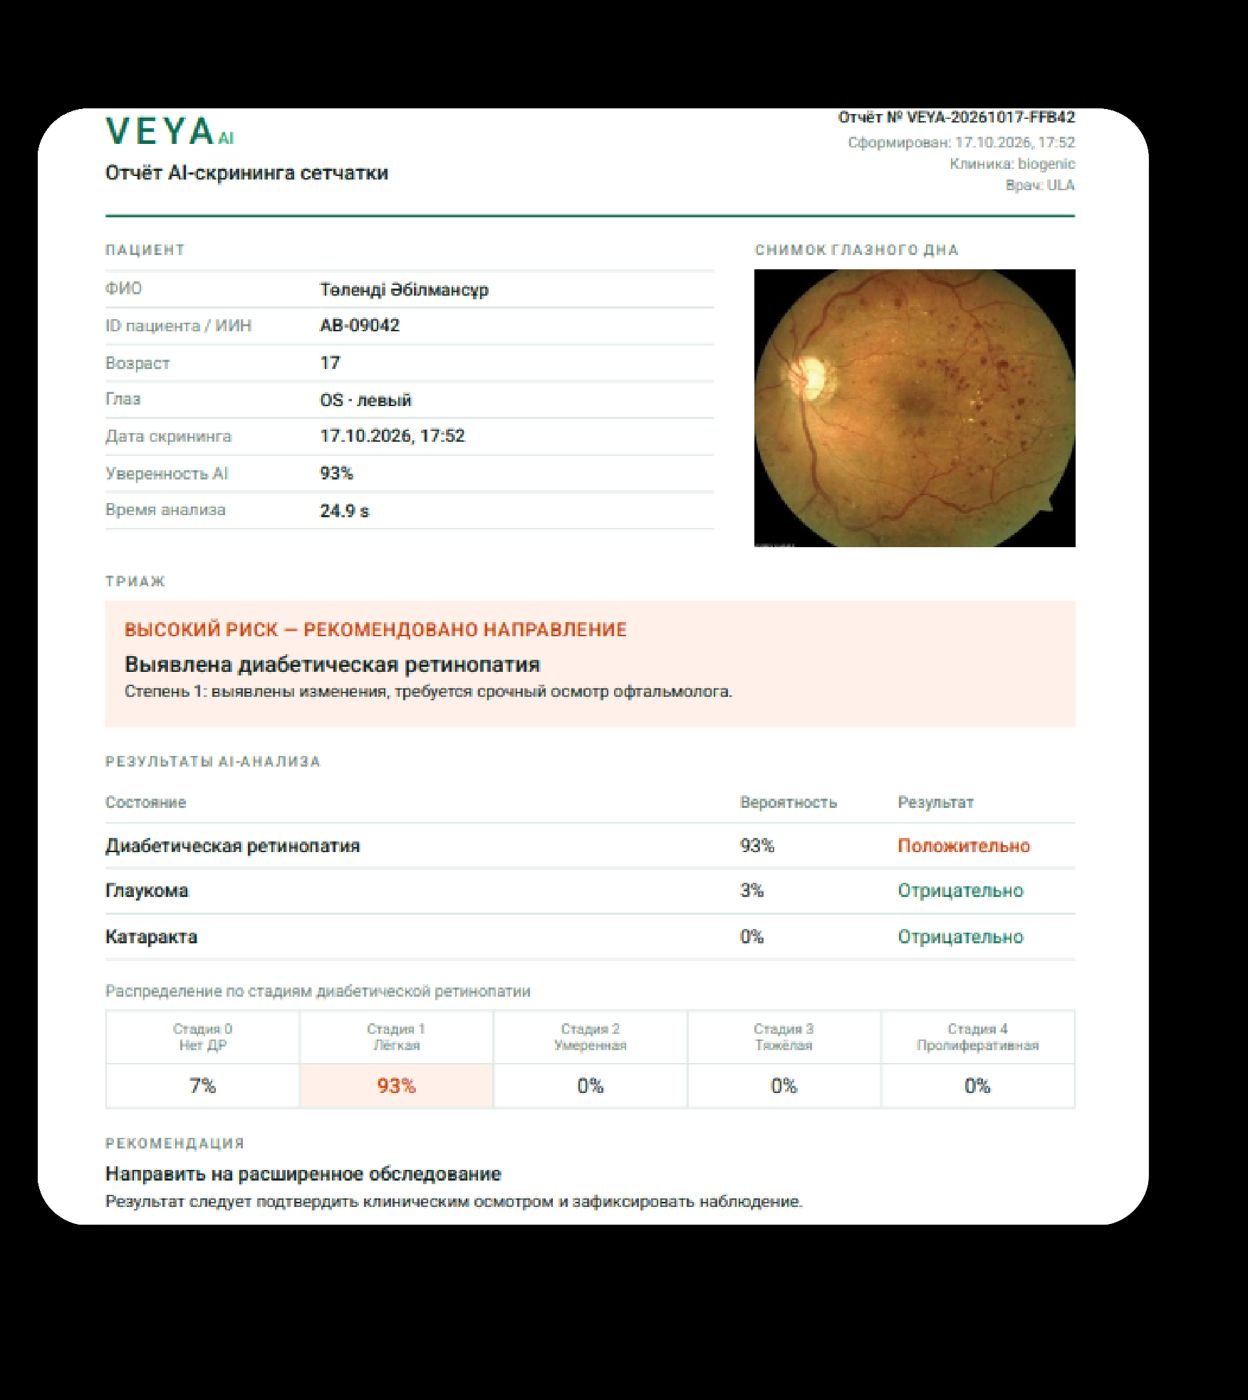 VEYA AI
Отчёт AI-скрининга сетчатки
Отчёт № VEYA-20261017-FFB42
Сформирован: 17.10.2026, 17:52
Клиника: biogenic
Врач: ULA
ПАЦИЕНТ
ФИО Төленді Әбілмансұр
ID пациента / ИИН AB-09042
Возраст 17
Глаз OS · левый
Дата скрининга 17.10.2026, 17:52
Уверенность AI 93%
Время анализа 24.9 s
СНИМОК ГЛАЗНОГО ДНА
ТРИАЖ
ВЫСОКИЙ РИСК — РЕКОМЕНДОВАНО НАПРАВЛЕНИЕ
Выявлена диабетическая ретинопатия
Степень 1: выявлены изменения, требуется срочный осмотр офтальмолога.
РЕЗУЛЬТАТЫ AI-АНАЛИЗА
Состояние Вероятность Результат
Диабетическая ретинопатия 93% Положительно
Глаукома 3% Отрицательно
Катаракта 0% Отрицательно
Распределение по стадиям диабетической ретинопатии
Стадия 0 Стадия 1 Стадия 2 Стадия 3 Стадия 4
Нет ДР Лёгкая Умеренная Тяжёлая Пролиферативная
7% 93% 0% 0% 0%
РЕКОМЕНДАЦИЯ
Направить на расширенное обследование
Результат следует подтвердить клиническим осмотром и зафиксировать наблюдение.